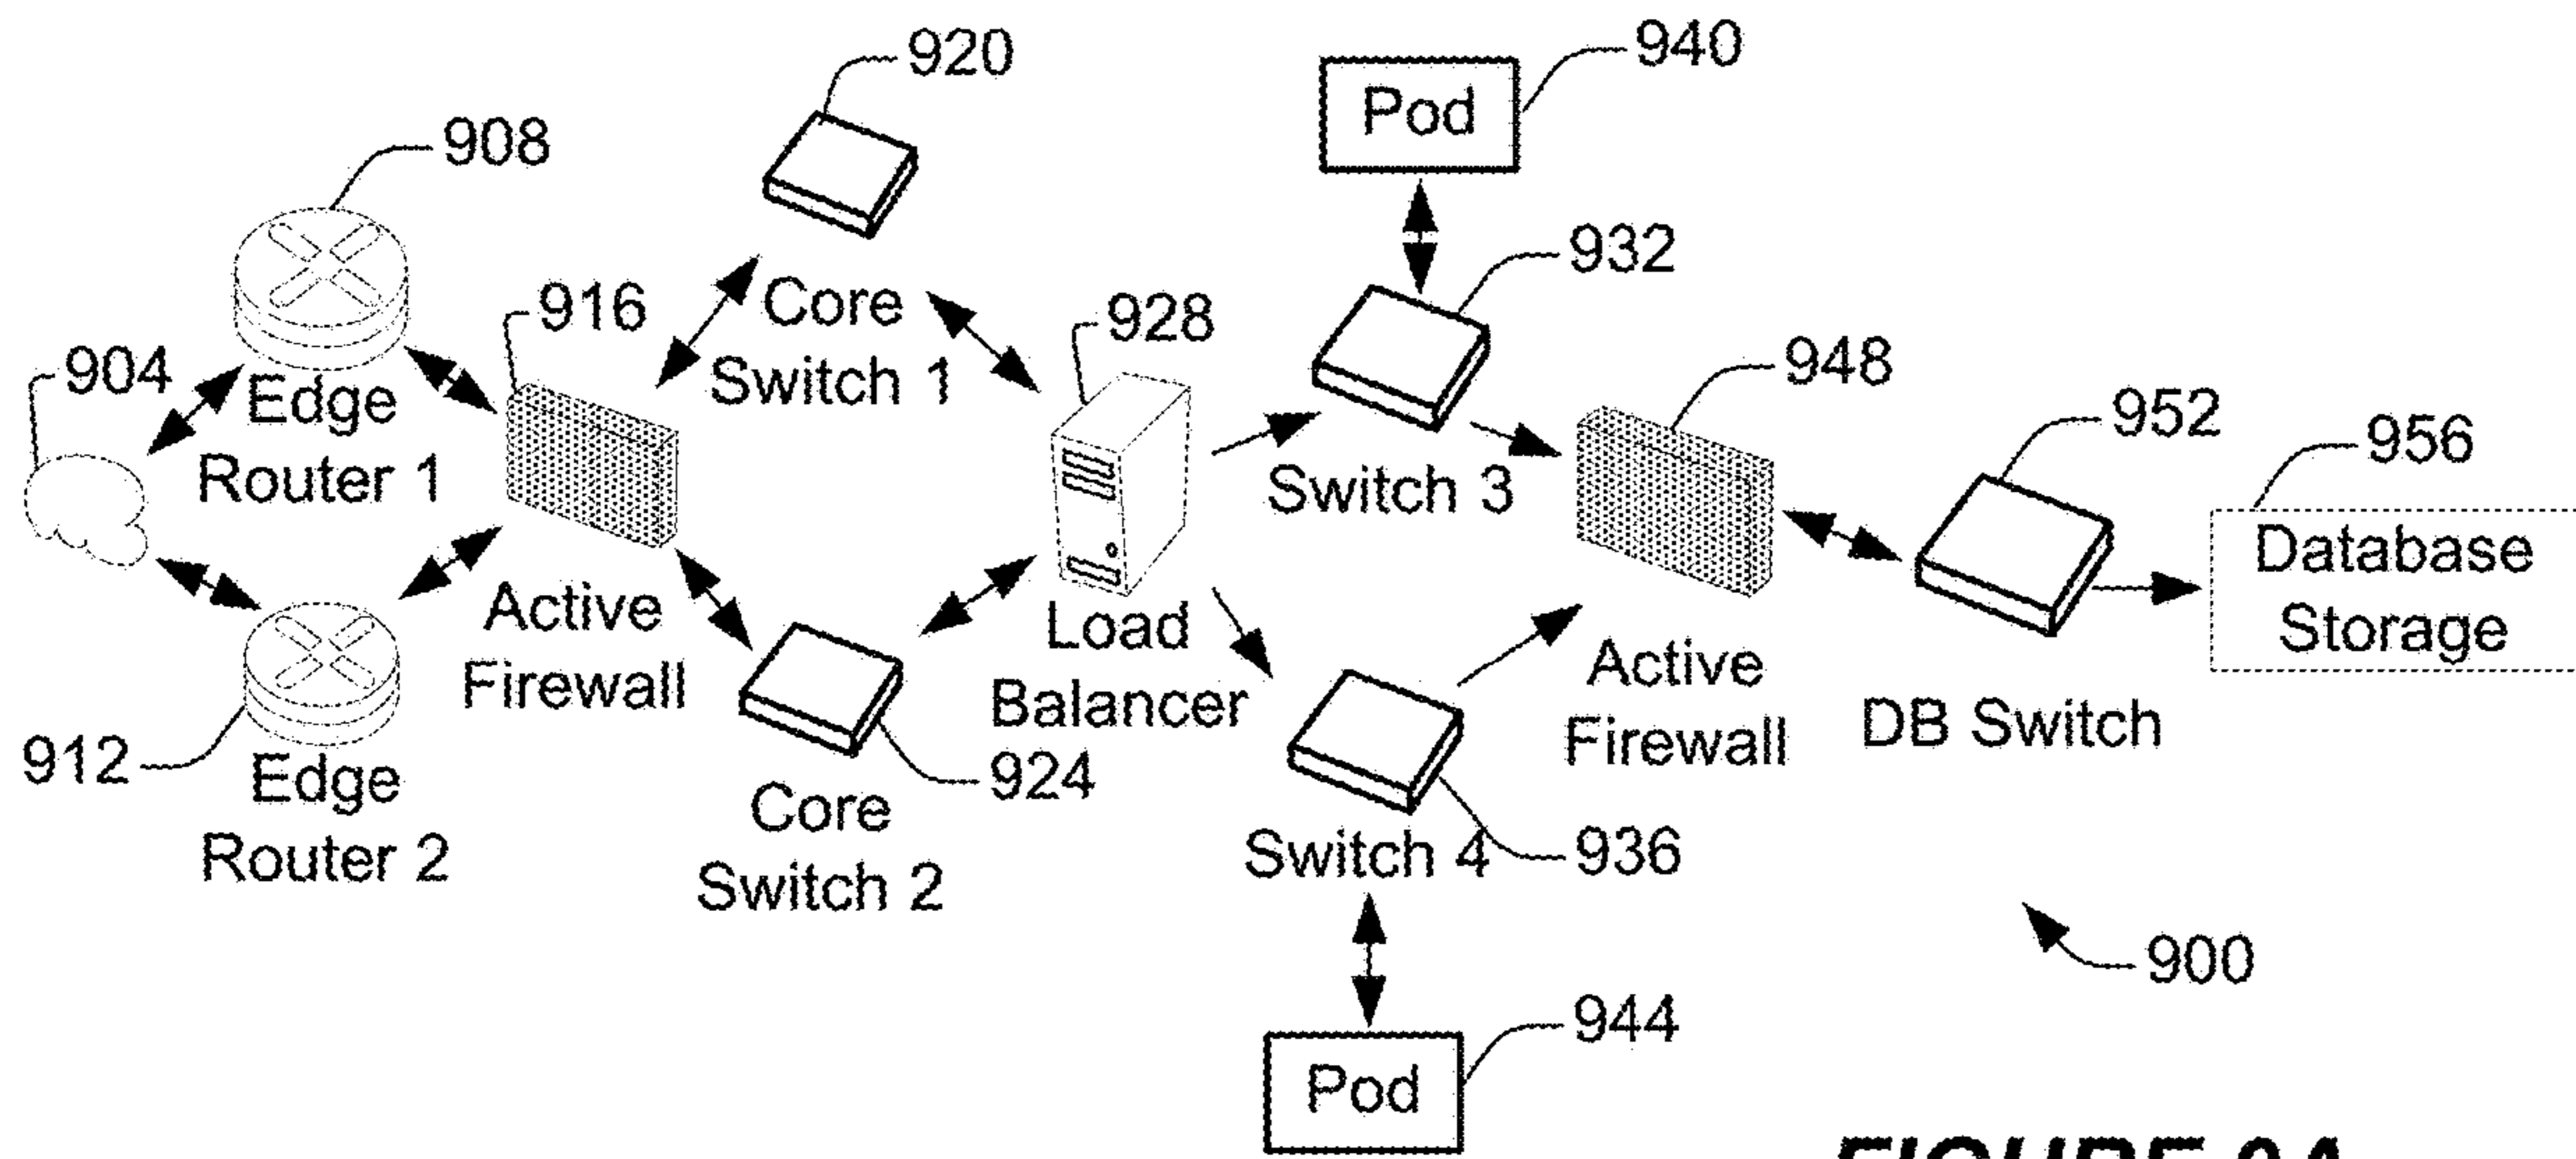 920
940
Pod
908
932
916
Core
Switch 1
928
948
904
Edge
Router 1
952
956
Switch 3
Database
Storage
Active
Firewall
Load
Balancer
Active
Firewall
DB Switch
912
Edge
Router 2
924
Core
Switch 2
Switch 4
936
900
944
Pod